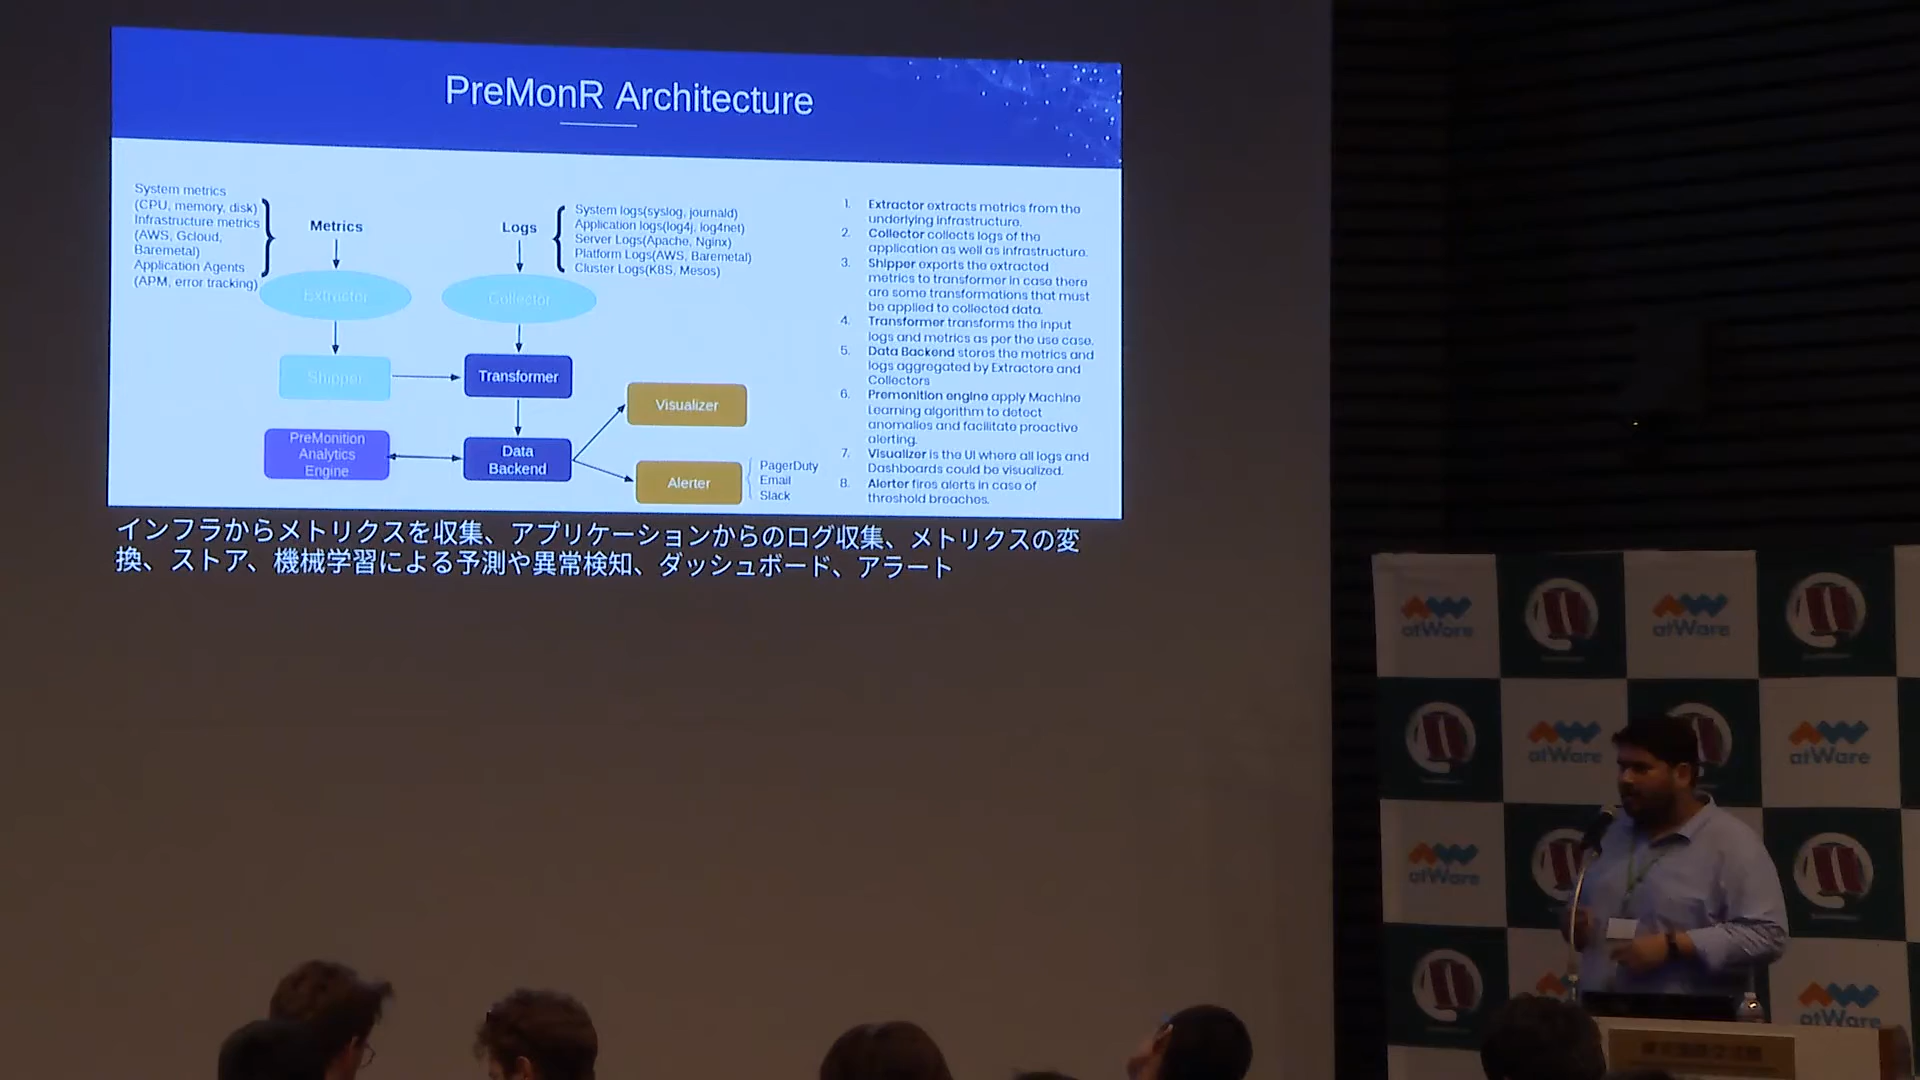 PreMonR Architecture
System metrics
(CPU, memory, disk)
Infrastructure metrics
(AWS, Gcloud,
Baremetal)
Application Agents
(APM, error tracking)
Metrics
Logs
System logs(syslog, journald)
Application logs(log4j, log4net)
Server Logs(Apache, Nginx)
Platform Logs(AWS, Baremetal)
Cluster Logs(K8S, Mesos)
Extractor
Collector
Shipper
Transformer
PreMonition
Analytics
Engine
Data
Backend
Visualizer
Alerter
PagerDuty
Email
Slack
1. Extractor extracts metrics from the
underlying infrastructure.
2. Collector collects logs of the
application as well as infrastructure.
3. Shipper exports the extracted
metrics to transformer in case there
are some transformations that must
be applied to collected data.
4. Transformer transforms the input
logs and metrics as per the use case.
5. Data Backend stores the metrics and
logs aggregated by Extractore and
Collectors
6. Premonition engine apply Machine
Learning algorithm to detect
anomalies and facilitate proactive
alerting.
7. Visualizer is the UI where all logs and
Dashboards could be visualized.
8. Alerter fires alerts in case of
threshold breaches.
インフラからメトリクスを収集、アプリケーションからのログ収集、メトリクスの変
換、ストア、機械学習による予測や異常検知、ダッシュボード、アラート
atWare
atWare
atWare
atWare
atWare
atWare